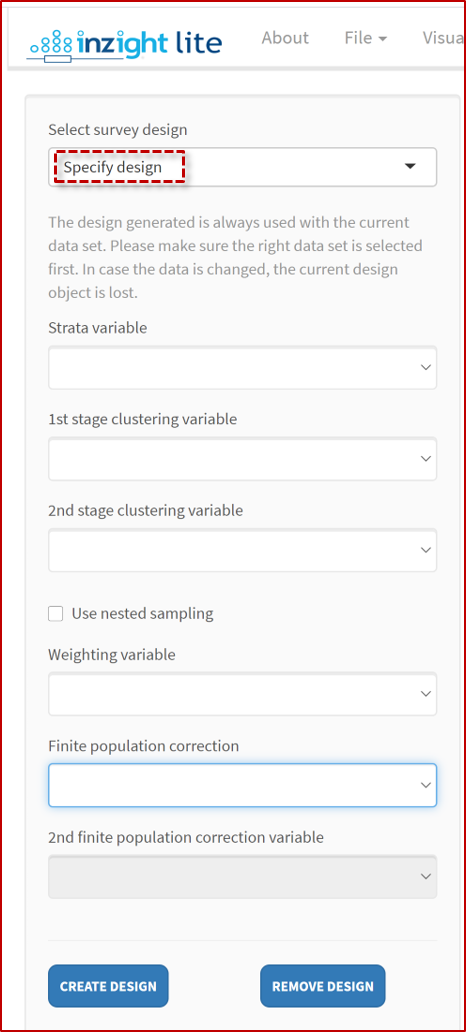 inzight lite
About
File
Visua
Select survey design
Specify design
The design generated is always used with the current
data set. Please make sure the right data set is selected
first. In case the data is changed, the current design
object is lost.
Strata variable
1st stage clustering variable
2nd stage clustering variable
Use nested sampling
Weighting variable
Finite population correction
2nd finite population correction variable
CREATE DESIGN
REMOVE DESIGN